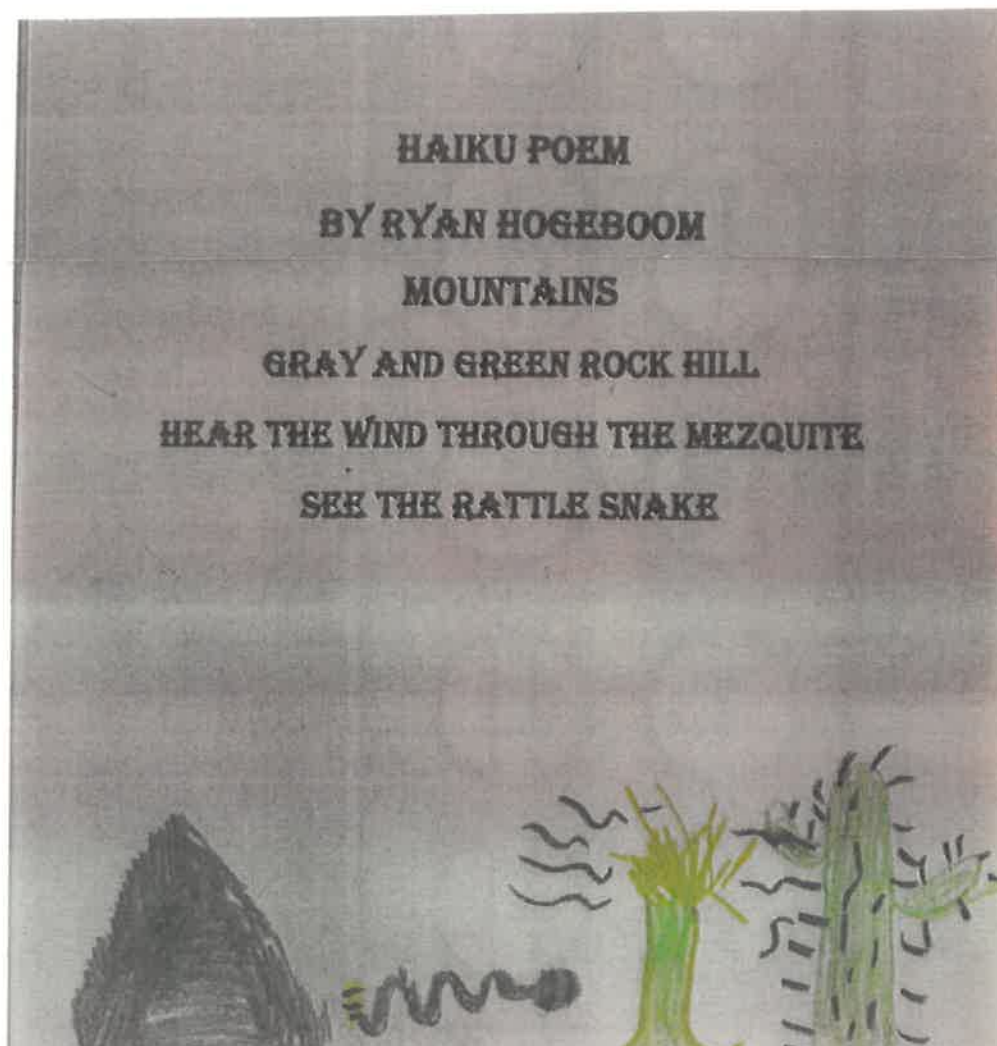 HAIKU POEM
BY RYAN HOGEBOOM
MOUNTAINS
GRAY AND GREEN ROCK HILL
HEAR THE WIND THROUGH THE MEZQUITE
SEE THE RATTLE SNAKE